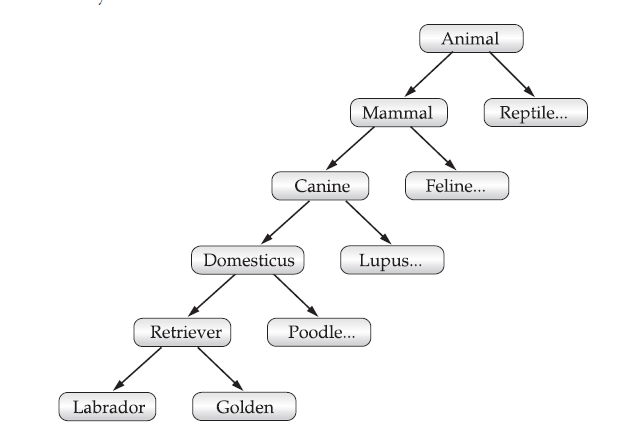 Animal
Mammal
Reptile...
Canine
Feline...
Domesticus
Lupus...
Retriever
Poodle...
Labrador
Golden